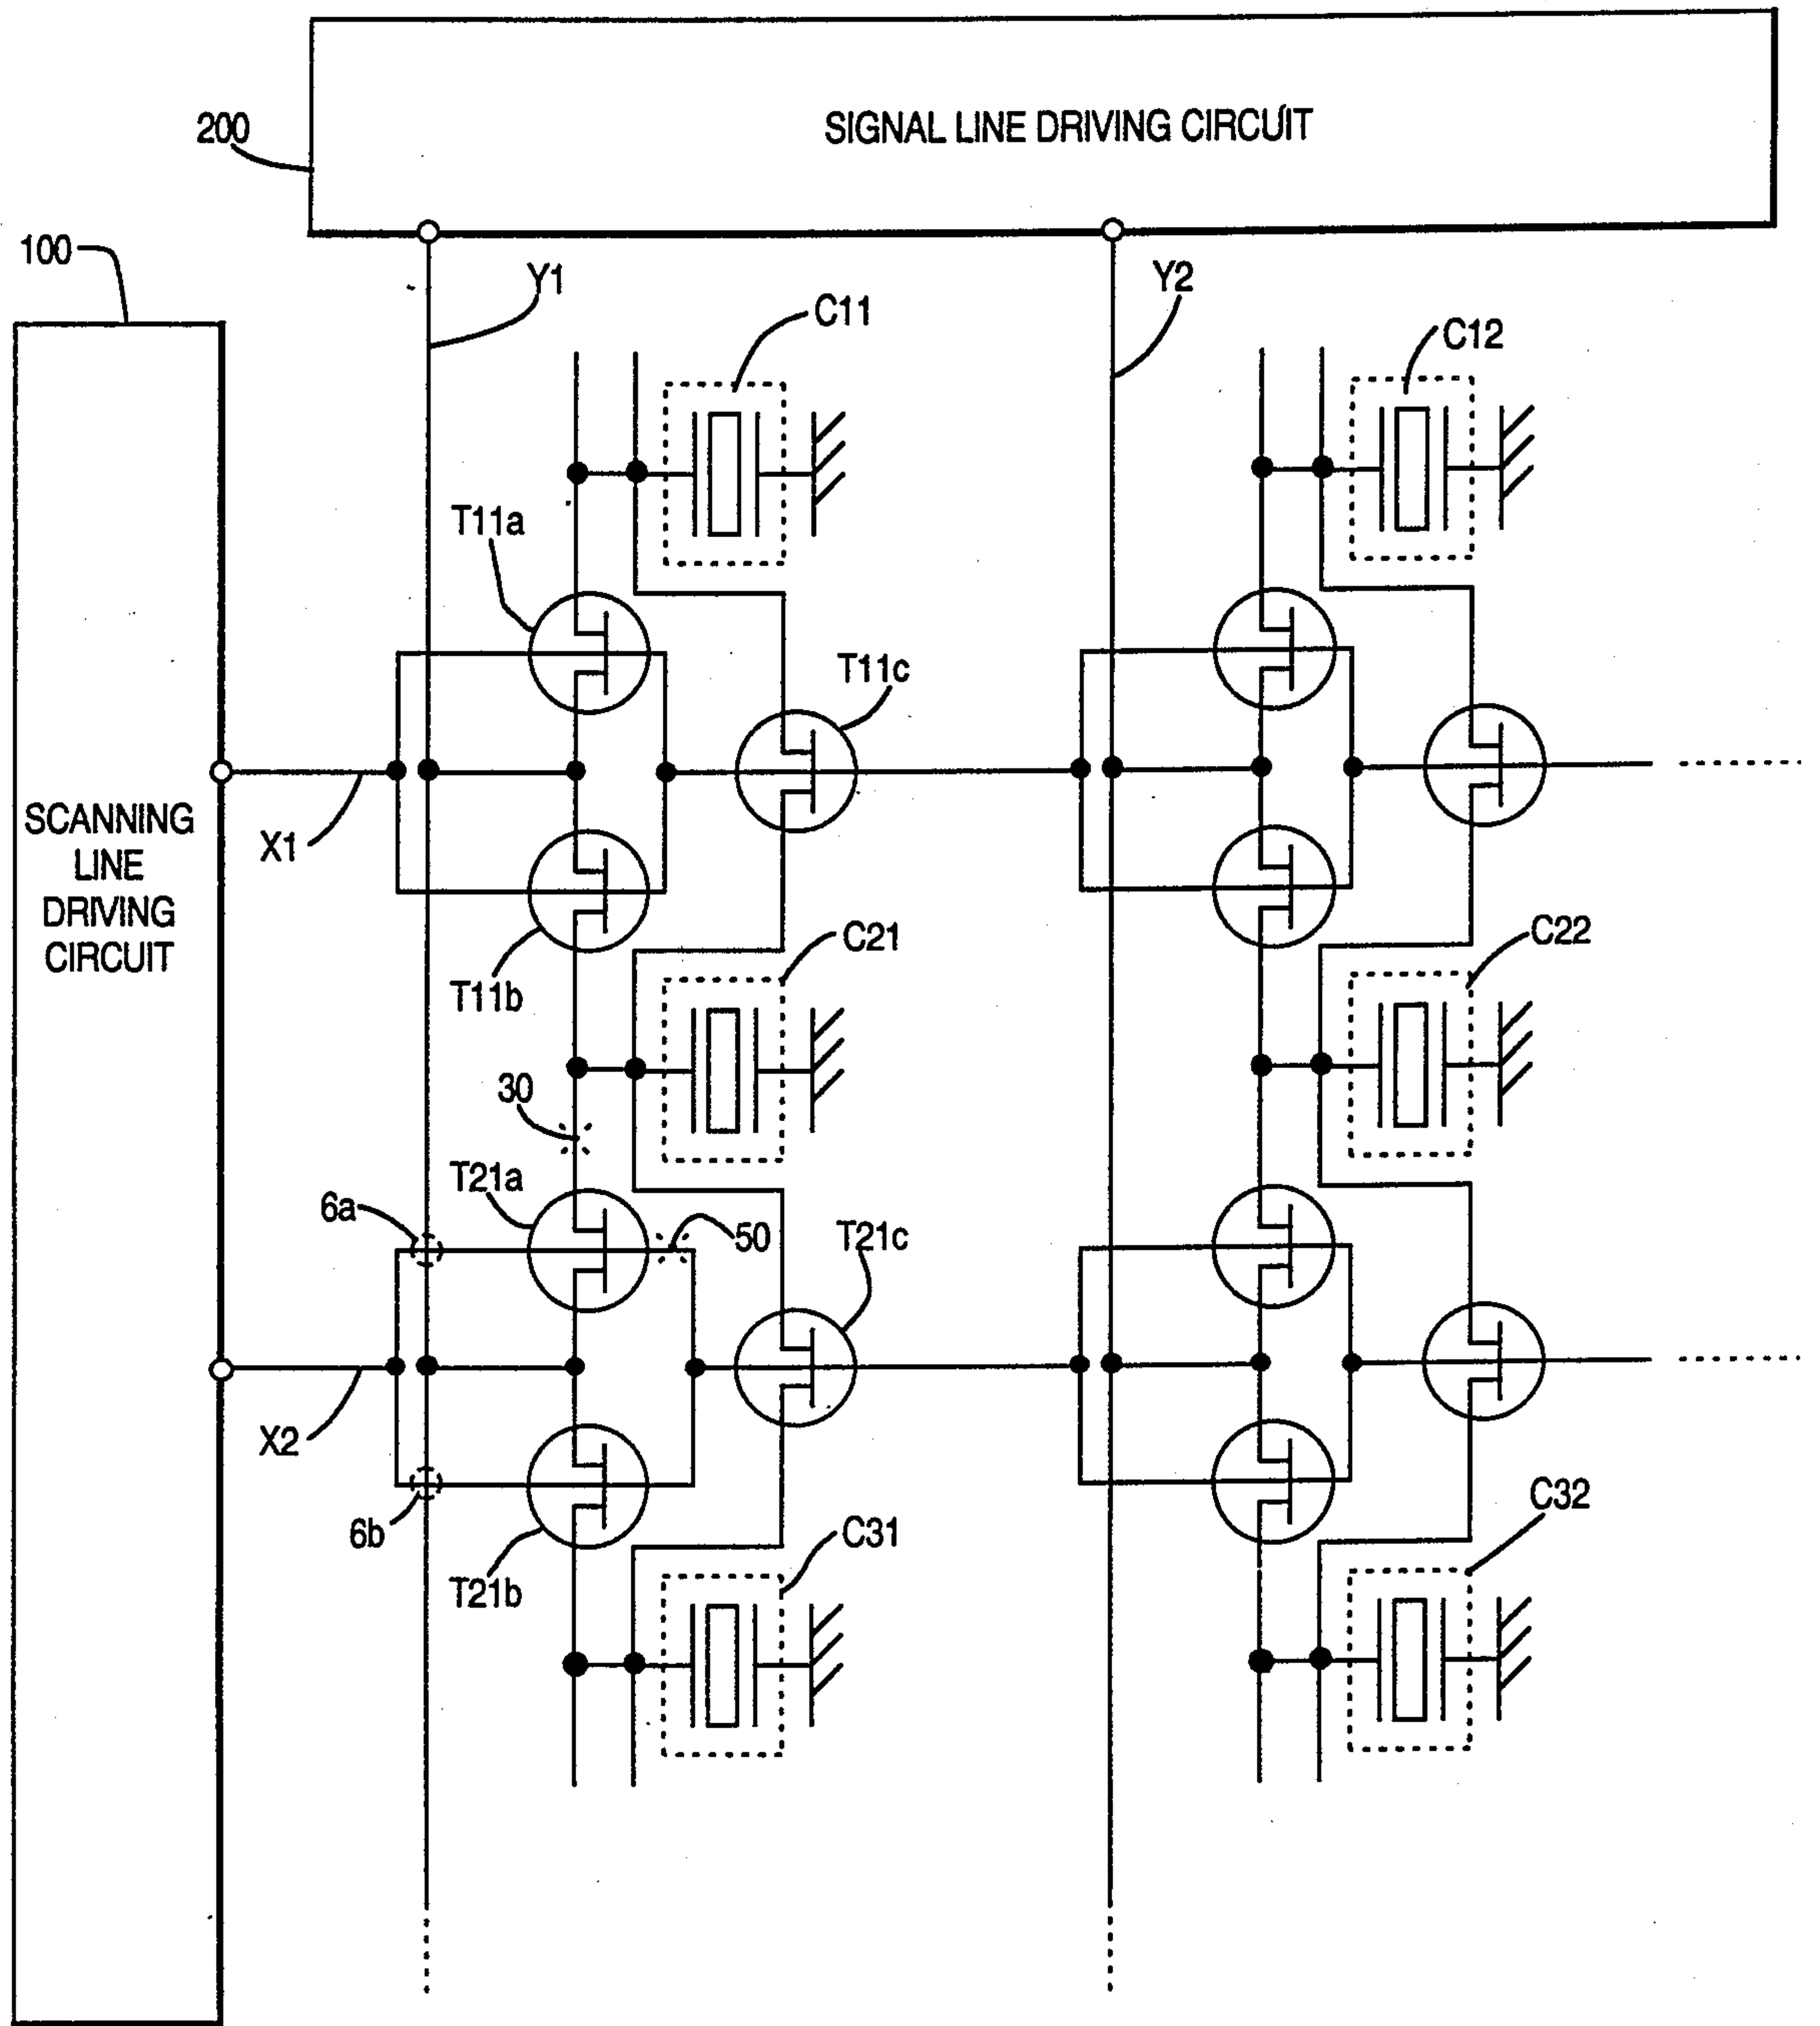 200
SIGNAL LINE DRIVING CIRCUIT
100
Y1
Y2
C11
C12
T11a
T11c
SCANNING
LINE
DRIVING
CIRCUIT
X1
T11b
C21
C22
30
T21a
6a
50
T21c
X2
6b
T21b
C31
C32